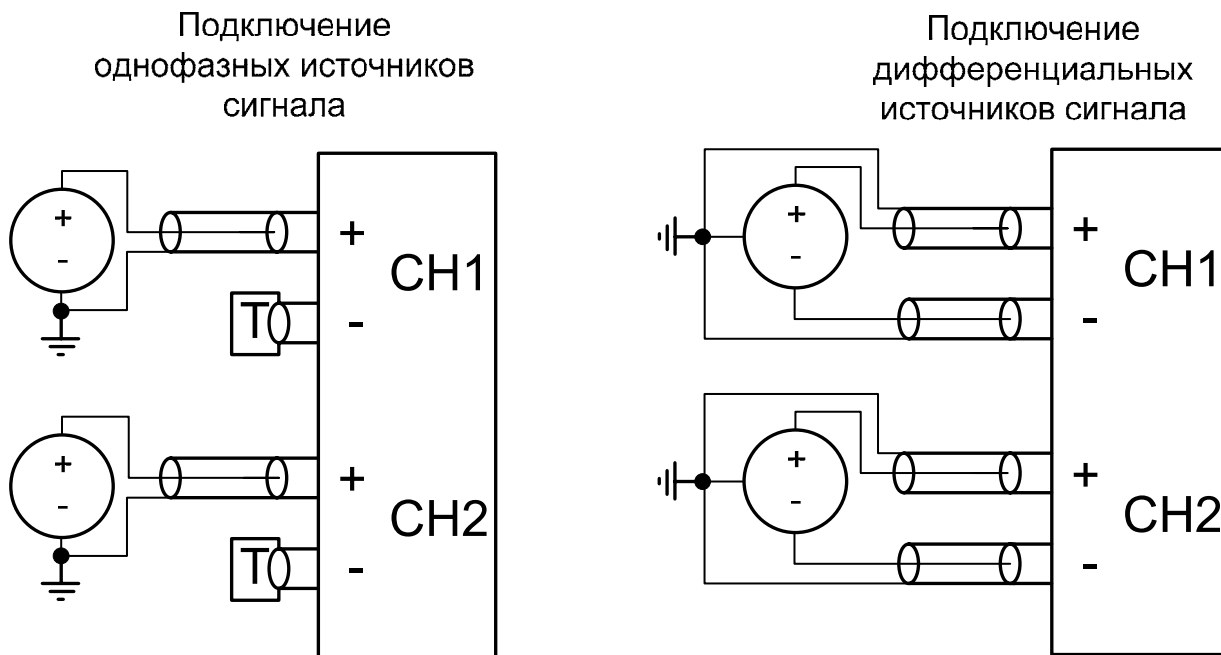 Подключение
однофазных источников
сигнала
+
-
+
CH1
T
-
+
-
+
CH2
T
-
Подключение
дифференциальных
источников сигнала
+
-
+
CH1
-
+
-
+
CH2
-